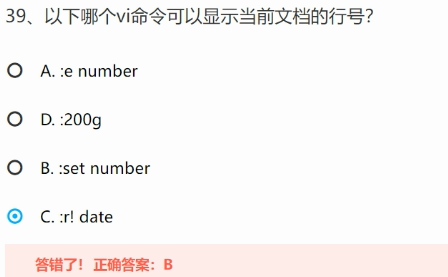 39、以下哪个vi命令可以显示当前文档的行号？
A. :e number
D. :200g
B. :set number
C. :r! date
答错了！ 正确答案：B